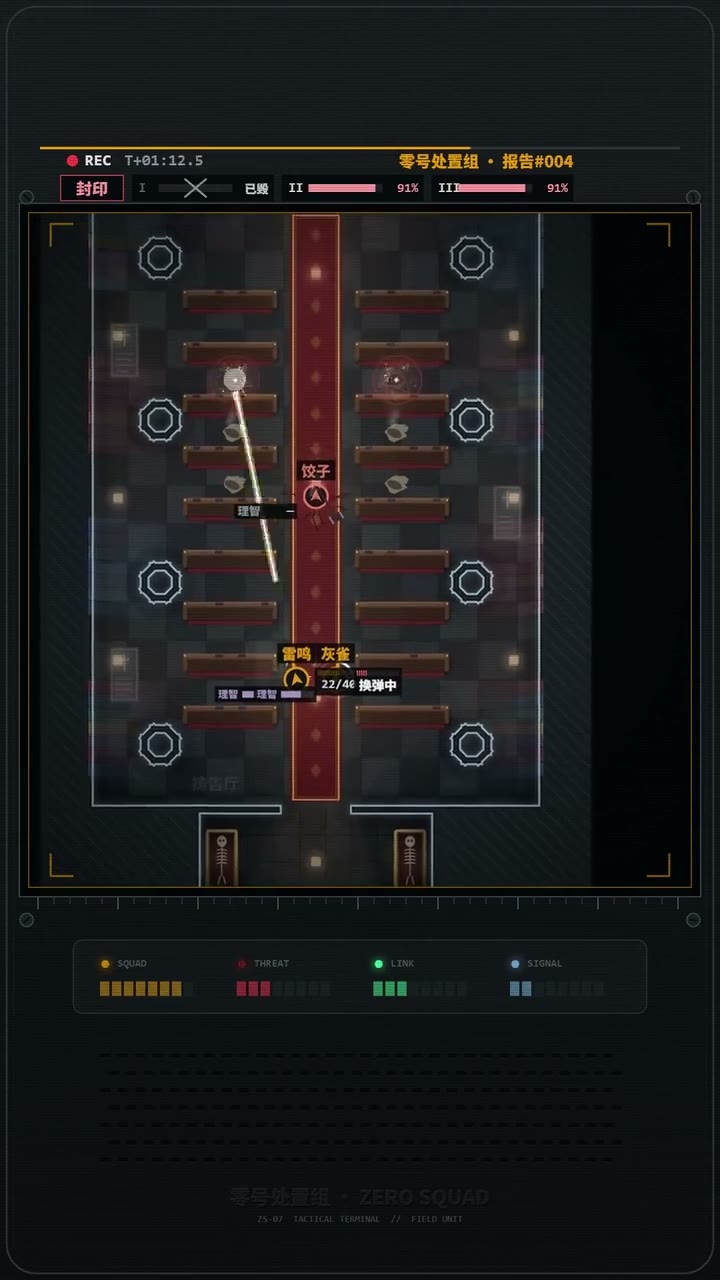 REC T+01:12.5 零号处置组 · 报告#004
封印 I 已毁 II 91% III 91%
饺子
理智
雷鸣 灰雀
22/40 换弹中
理智 理智
祷告厅
SQUAD THREAT LINK SIGNAL
零号处置组 · ZERO SQUAD
ZS-07 TACTICAL TERMINAL // FIELD UNIT